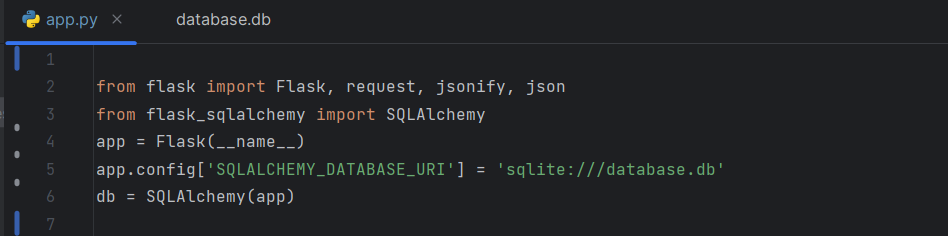 app.py
database.db
1
2 from flask import Flask, request, jsonify, json
3 from flask_sqlalchemy import SQLAlchemy
4 app = Flask(__name__)
5 app.config['SQLALCHEMY_DATABASE_URI'] = 'sqlite:///database.db'
6 db = SQLAlchemy(app)
7